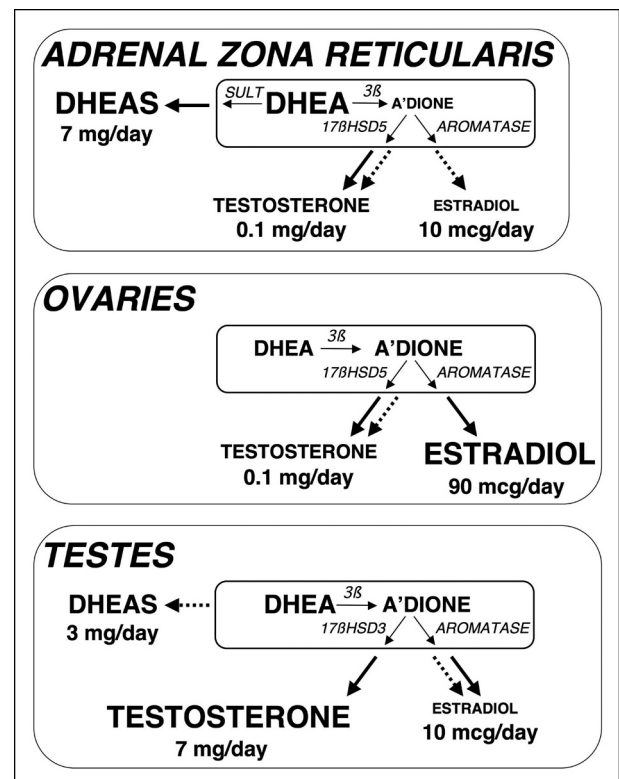 ADRENAL ZONA RETICULARIS
DHEAS SULT DHEA 3ß A'DIONE
7 mg/day
17ßHSD5 AROMATASE
TESTOSTERONE ESTRADIOL
0.1 mg/day 10 mcg/day
OVARIES
DHEA 3ß A'DIONE
17ßHSD5 AROMATASE
TESTOSTERONE ESTRADIOL
0.1 mg/day 90 mcg/day
TESTES
DHEAS DHEA 3ß A'DIONE
3 mg/day
17ßHSD3 AROMATASE
TESTOSTERONE ESTRADIOL
7 mg/day 10 mcg/day